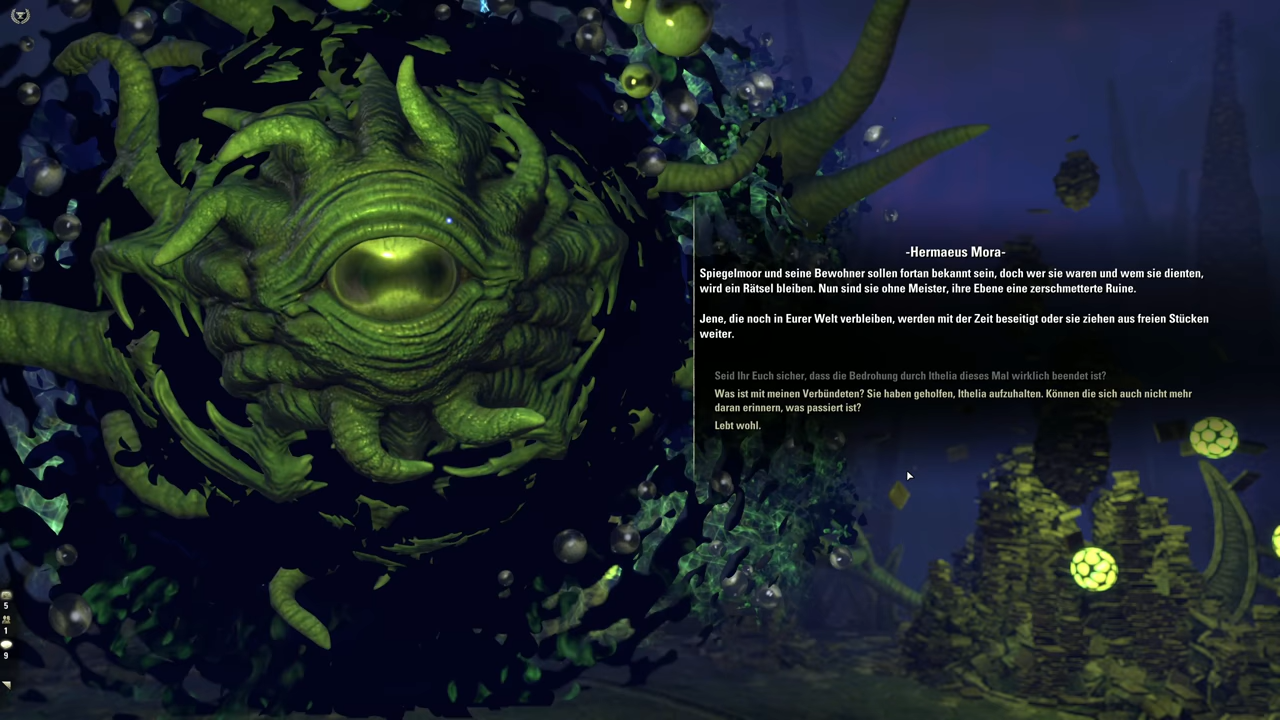 -Hermaeus Mora-
Spiegelmoor und seine Bewohner sollen fortan bekannt sein, doch wer sie waren und wem sie dienten,
wird ein Rätsel bleiben. Nun sind sie ohne Meister, ihre Ebene eine zerschmetterte Ruine.
Jene, die noch in Eurer Welt verbleiben, werden mit der Zeit beseitigt oder sie ziehen aus freien Stücken
weiter.
Seid Ihr Euch sicher, dass die Bedrohung durch Ithelia dieses Mal wirklich beendet ist?
Was ist mit meinen Verbündeten? Sie haben geholfen, Ithelia aufzuhalten. Können die sich auch nicht mehr
daran erinnern, was passiert ist?
Lebt wohl.
5
1
9